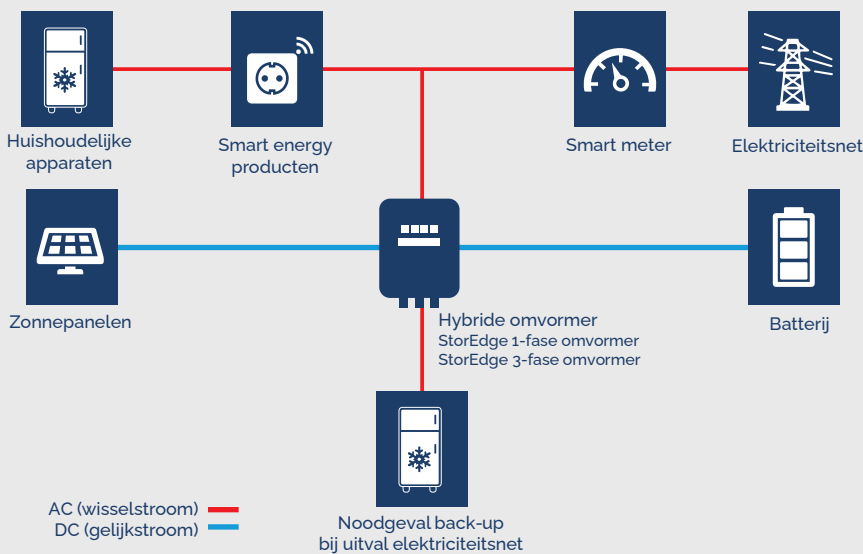 Huishoudelijke
apparaten
Smart energy
producten
Smart meter
Elektriciteitsnet
Zonnepanelen
Hybride omvormer
StorEdge 1-fase omvormer
StorEdge 3-fase omvormer
Batterij
AC (wisselstroom)
DC (gelijkstroom)
Noodgeval back-up
bij uitval elektriciteitsnet